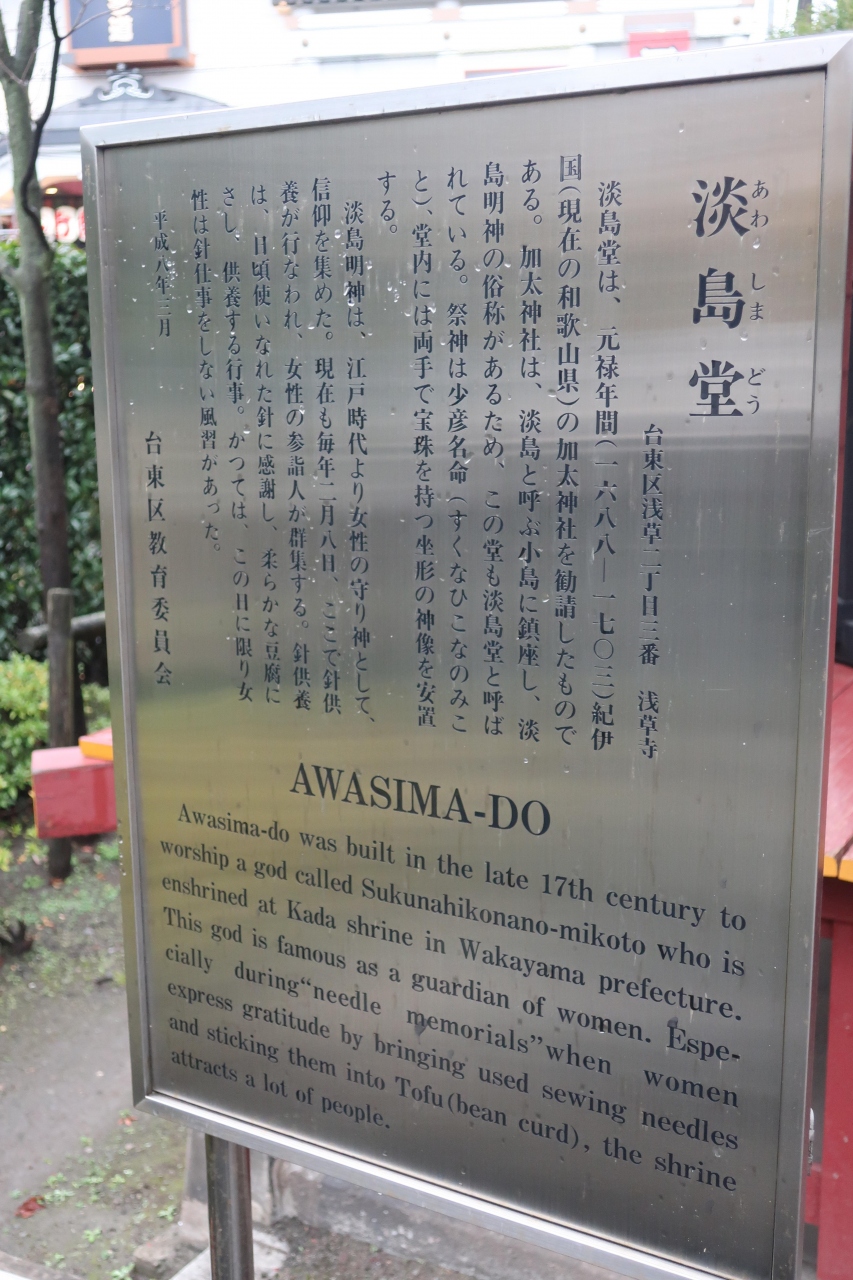 淡島堂
あわしまどう
台東区浅草二丁目三番　浅草寺
淡島堂は、元禄年間(一六八八—一七〇三)紀伊
国(現在の和歌山県)の加太神社を勧請したもので
ある。加太神社は、淡島と呼ぶ小島に鎮座し、淡
島明神の俗称があるため、この堂も淡島堂と呼ば
れている。祭神は少彦名命(すくなひこなのみこ
と)、堂内には両手で宝珠を持つ坐形の神像を安置
する。
淡島明神は、江戸時代より女性の守り神として、
信仰を集めた。現在も毎年二月八日、ここで針供
養が行なわれ、女性の参詣人が群集する。針供養
は、日頃使いなれた針に感謝し、柔らかな豆腐に
さし、供養する行事。かつては、この日に限り女
性は針仕事をしない風習があった。
平成八年三月
台東区教育委員会
AWASIMA-DO
Awasima-do was built in the late 17th century to
worship a god called Sukunahikonano-mikoto who is
enshrined at Kada shrine in Wakayama prefecture.
This god is famous as a guardian of women. Espe-
cially during“needle memorials”when women
express gratitude by bringing used sewing needles
and sticking them into Tofu(bean curd), the shrine
attracts a lot of people.